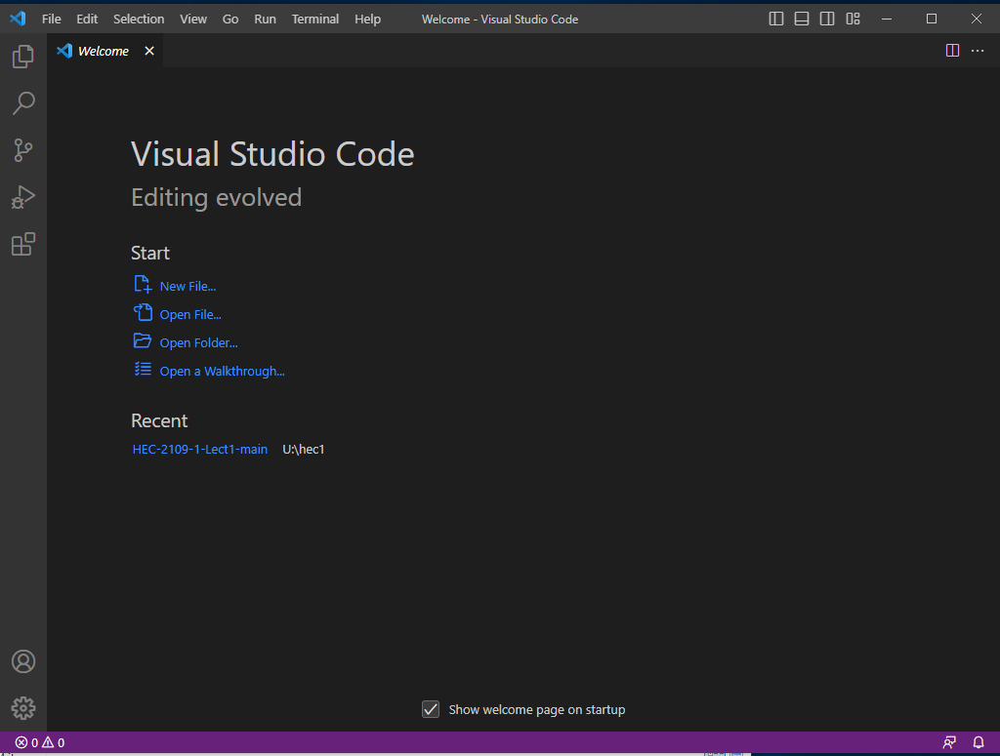 File Edit Selection View Go Run Terminal Help Welcome - Visual Studio Code
Welcome
Visual Studio Code
Editing evolved
Start
New File...
Open File...
Open Folder...
Open a Walkthrough...
Recent
HEC-2109-1-Lect1-main U:\hec1
Show welcome page on startup
0 0